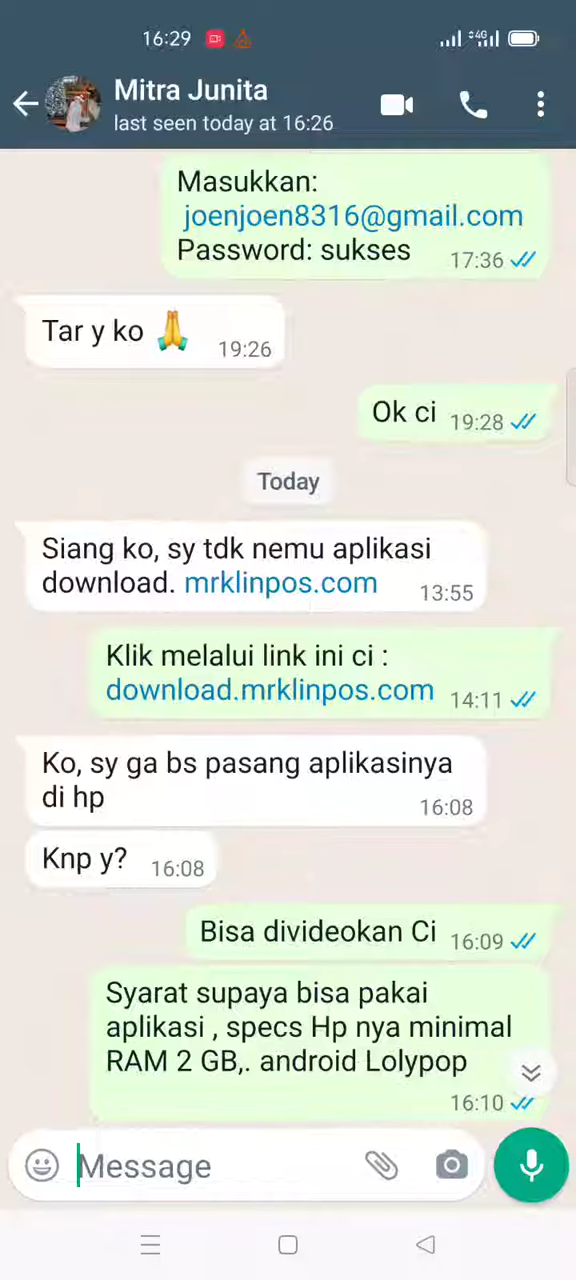 16:29
4G
Mitra Junita
last seen today at 16:26
Masukkan:
joenjoen8316@gmail.com
Password: sukses 17:36
Tar y ko 🙏 19:26
Ok ci 19:28
Today
Siang ko, sy tdk nemu aplikasi
download. mrklinpos.com 13:55
Klik melalui link ini ci :
download.mrklinpos.com 14:11
Ko, sy ga bs pasang aplikasinya
di hp 16:08
Knp y? 16:08
Bisa divideokan Ci 16:09
Syarat supaya bisa pakai
aplikasi , specs Hp nya minimal
RAM 2 GB,. android Lolypop
16:10
Message